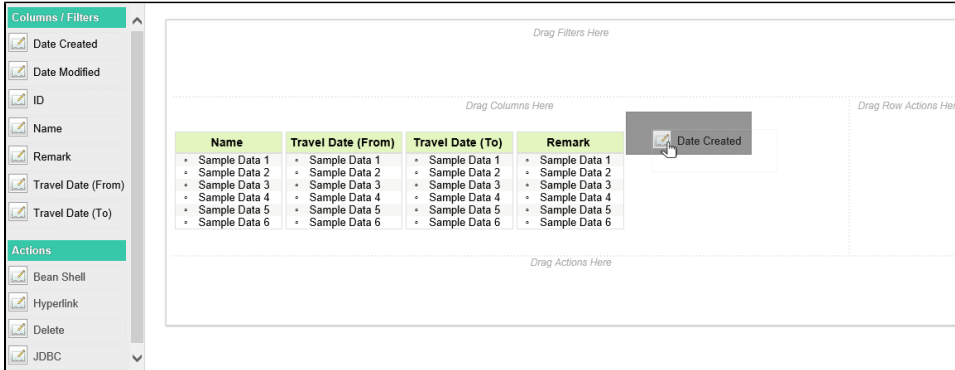 Columns / Filters
Date Created
Date Modified
ID
Name
Remark
Travel Date (From)
Travel Date (To)
Actions
Bean Shell
Hyperlink
Delete
JDBC
Drag Filters Here
Drag Columns Here
Name Travel Date (From) Travel Date (To) Remark
Sample Data 1 Sample Data 1 Sample Data 1 Sample Data 1
Sample Data 2 Sample Data 2 Sample Data 2 Sample Data 2
Sample Data 3 Sample Data 3 Sample Data 3 Sample Data 3
Sample Data 4 Sample Data 4 Sample Data 4 Sample Data 4
Sample Data 5 Sample Data 5 Sample Data 5 Sample Data 5
Sample Data 6 Sample Data 6 Sample Data 6 Sample Data 6
Date Created
Drag Row Actions Her
Drag Actions Here